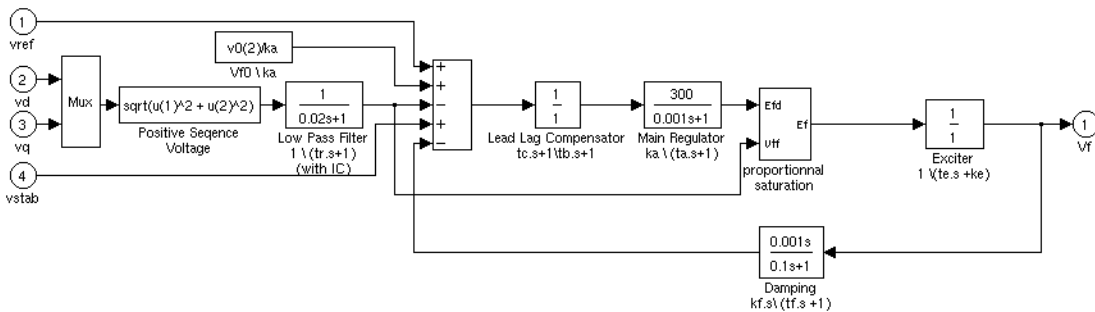 1
vref
v0(2)/ka
Vf0 \ ka
2
vd
3
vq
Mux
sqrt(u(1)^2 + u(2)^2)
Positive Seqence
Voltage
1
0.02s+1
Low Pass Filter
1 \ (tr.s+1)
(with IC)
4
vstab
+
+
−
+
−
1
1
Lead Lag Compensator
tc.s+1\tb.s+1
300
0.001s+1
Main Regulator
ka \ (ta.s+1)
Efd
Ef
Vtf
proportionnal
saturation
1
1
Exciter
1 \(te.s +ke)
1
Vf
0.001s
0.1s+1
Damping
kf.s\ (tf.s +1)